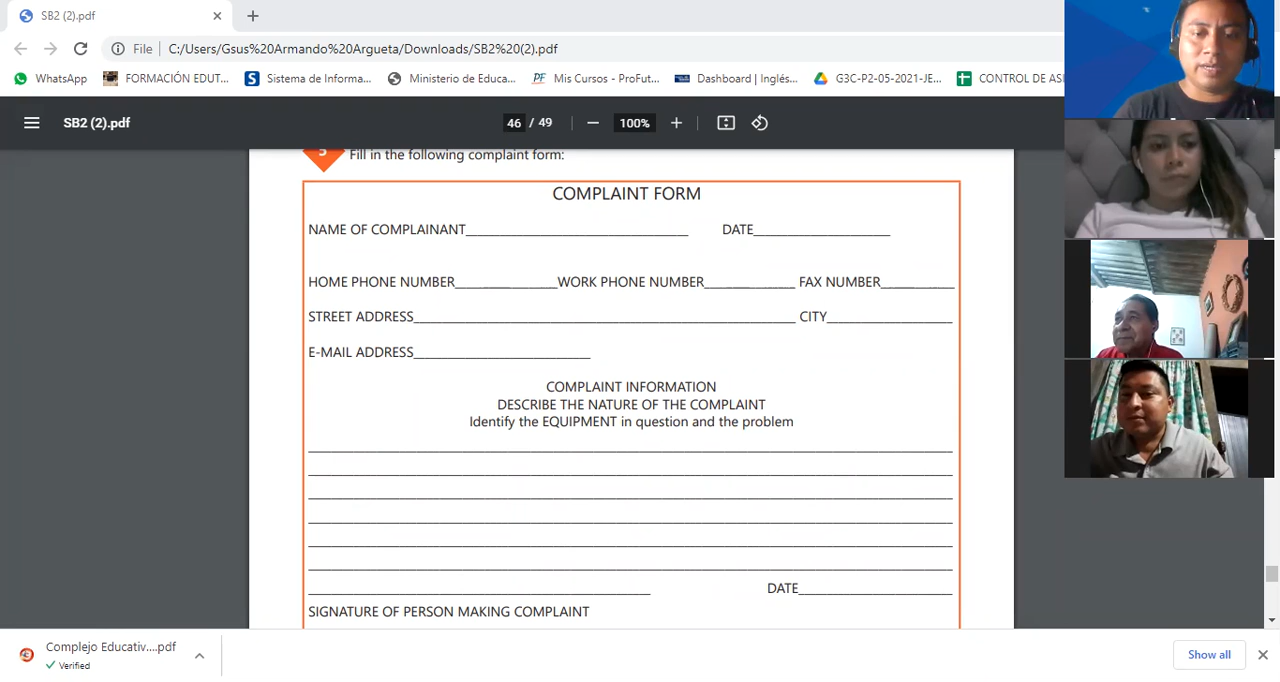 SB2 (2).pdf
File
C:/Users/Gsus%20Armando%20Argueta/Downloads/SB2%20(2).pdf
WhatsApp
FORMACIÓN EDUT...
Sistema de Informa...
Ministerio de Educa...
Mis Cursos - ProFut...
Dashboard | Inglés...
G3C-P2-05-2021-JE...
CONTROL DE ASI
SB2 (2).pdf
46 / 49
100%
5 Fill in the following complaint form:
COMPLAINT FORM
NAME OF COMPLAINANT DATE
HOME PHONE NUMBER WORK PHONE NUMBER FAX NUMBER
STREET ADDRESS CITY
E-MAIL ADDRESS
COMPLAINT INFORMATION
DESCRIBE THE NATURE OF THE COMPLAINT
Identify the EQUIPMENT in question and the problem
DATE
SIGNATURE OF PERSON MAKING COMPLAINT
Complejo Educativ....pdf
Verified
Show all